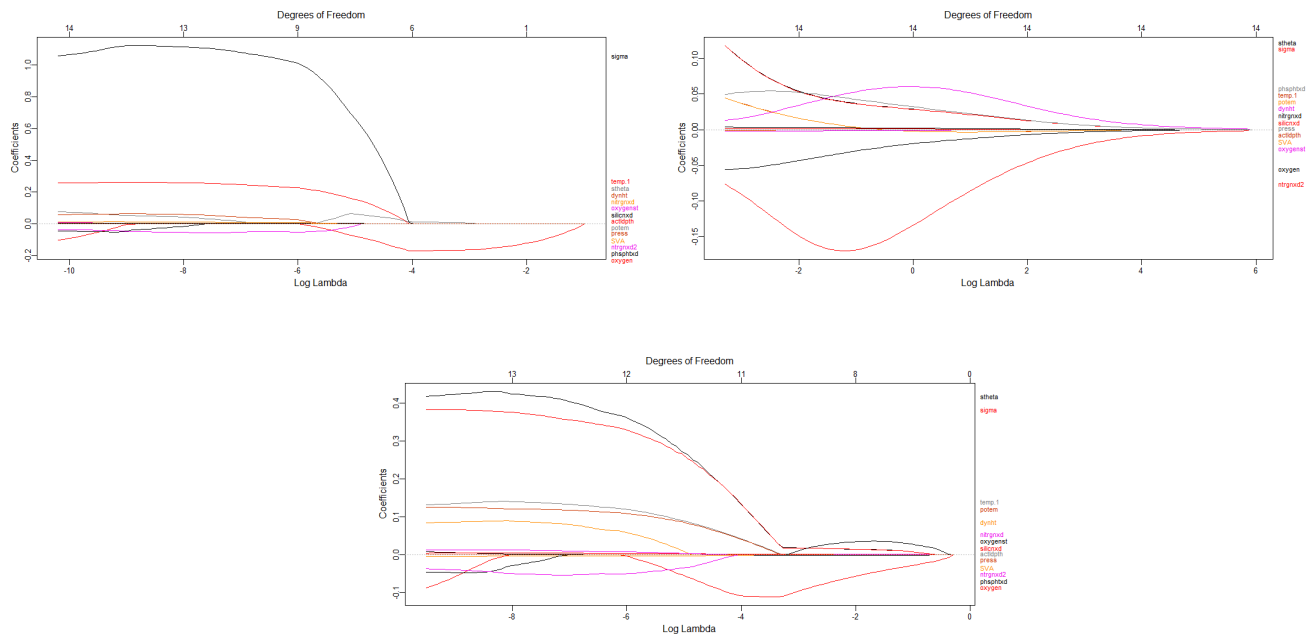 Degrees of Freedom
14 13 9 6 1
Coefficients
1.0
0.8
0.6
0.4
0.2
0.0
-0.2
sigma
temp.1
stheta
dynht
nitrgnxd
oxygenst
silicnxd
actldpth
potem
press
SVA
ntrgnxd2
phsphtxd
oxygen
-10 -8 -6 -4 -2
Log Lambda
Degrees of Freedom
14 14 14 14 14
Coefficients
0.10
0.05
0.00
-0.05
-0.10
-0.15
stheta
sigma
phsphtxd
temp.1
potem
dynht
nitrgnxd
silicnxd
press
actldpth
SVA
oxygenst
oxygen
ntrgnxd2
-2 0 2 4 6
Log Lambda
Degrees of Freedom
13 12 11 8 0
Coefficients
0.4
0.3
0.2
0.1
0.0
-0.1
stheta
sigma
temp.1
potem
dynht
nitrgnxd
oxygenst
silicnxd
actldpth
press
SVA
ntrgnxd2
phsphtxd
oxygen
-8 -6 -4 -2 0
Log Lambda